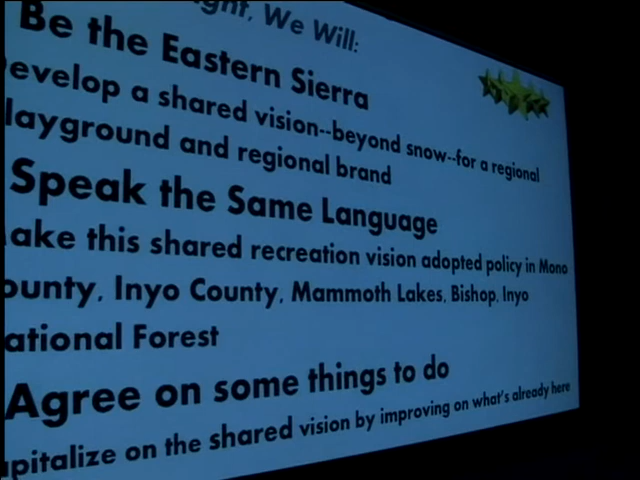 ght, We Will:
Be the Eastern Sierra
evelop a shared vision--beyond snow--for a regional
layground and regional brand
Speak the Same Language
ake this shared recreation vision adopted policy in Mono
ounty, Inyo County, Mammoth Lakes, Bishop, Inyo
ational Forest
Agree on some things to do
apitalize on the shared vision by improving on what's already here